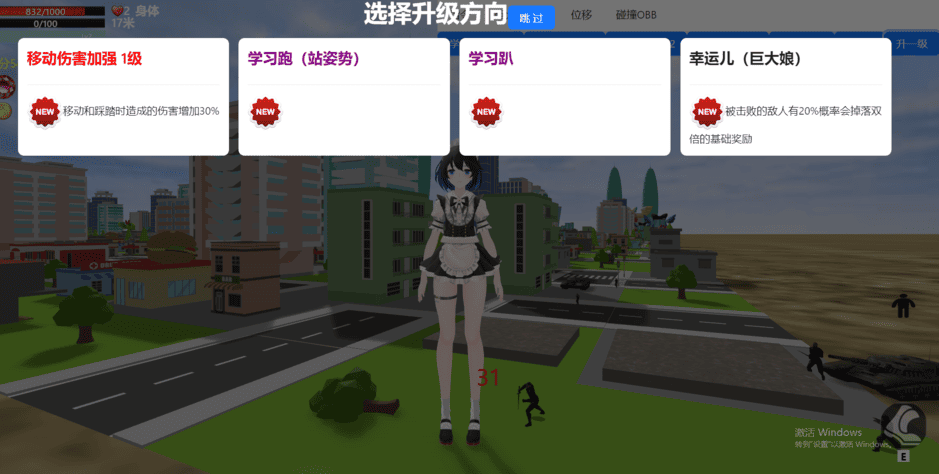 832/1000
2 身体
0/100
17米
选择升级方向
跳过
位移
碰撞OBB
升一级
移动伤害加强 1级
NEW 移动和踩踏时造成的伤害增加30%
学习跑（站姿势）
NEW
学习趴
NEW
幸运儿（巨大娘）
NEW 被击败的敌人有20%概率会掉落双
倍的基础奖励
31
激活 Windows
转到"设置"以激活 Windows。
E